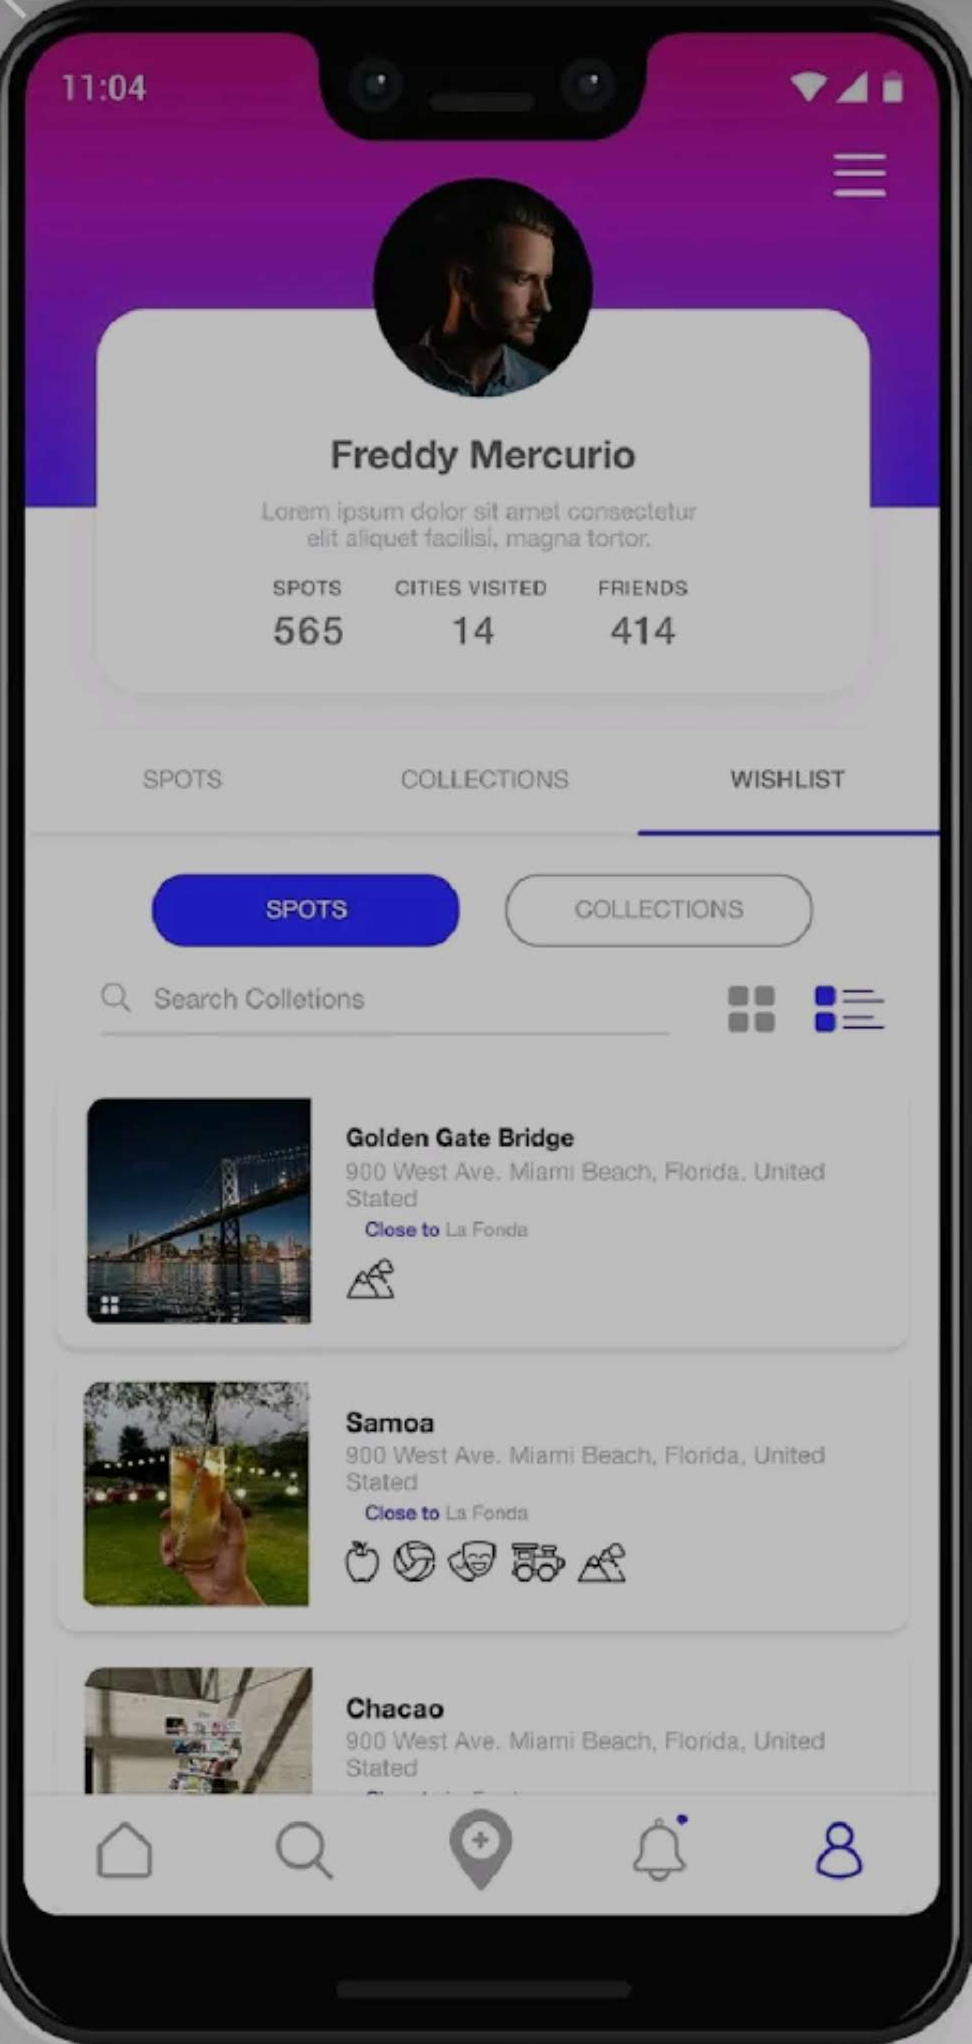 11:04
Freddy Mercurio
Lorem ipsum dolor sit amet consectetur
elit aliquet facilisi, magna tortor.
SPOTS CITIES VISITED FRIENDS
565 14 414
SPOTS COLLECTIONS WISHLIST
SPOTS COLLECTIONS
Search Colletions
Golden Gate Bridge
900 West Ave. Miami Beach, Florida, United
Stated
Close to La Fonda
Samoa
900 West Ave. Miami Beach, Florida, United
Stated
Close to La Fonda
Chacao
900 West Ave. Miami Beach, Florida, United
Stated